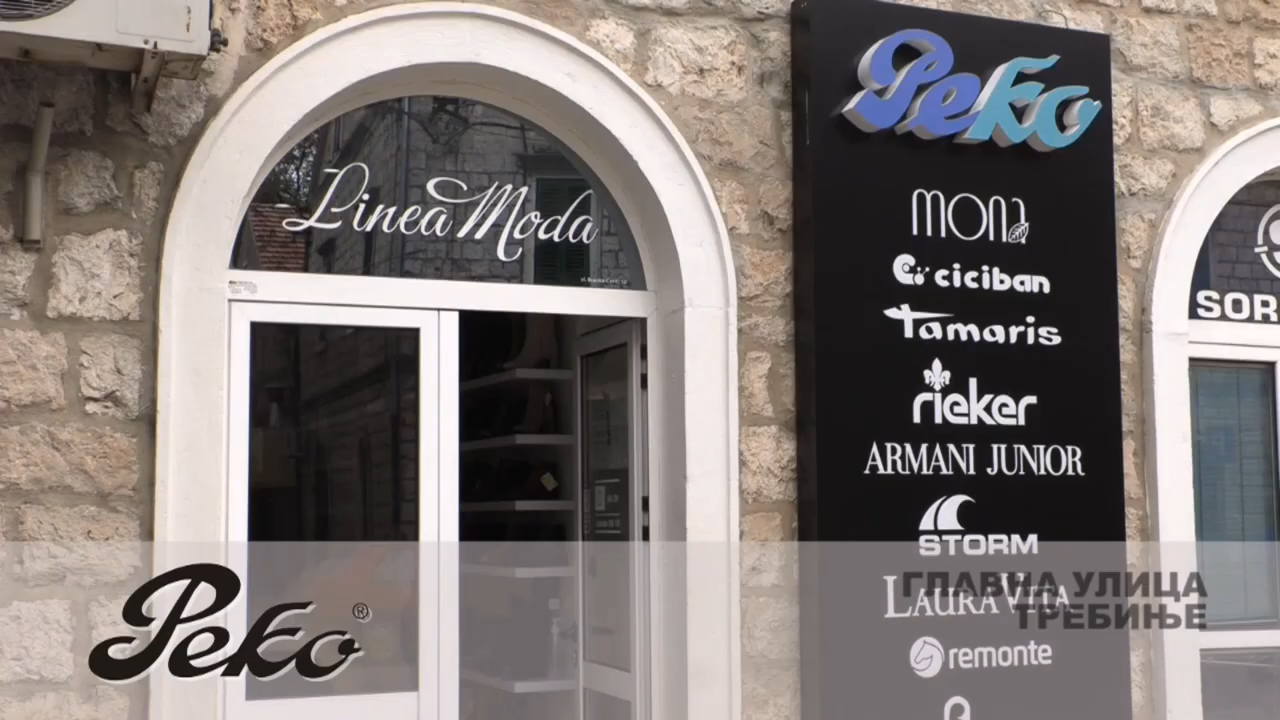 Linea Moda
Peko
mona
ciciban
Tamaris
rieker
ARMANI JUNIOR
STORM
LAURA VITA
remonte
SOR
Peko ®
ГЛАВНА УЛИЦА
ТРЕБИЊЕ